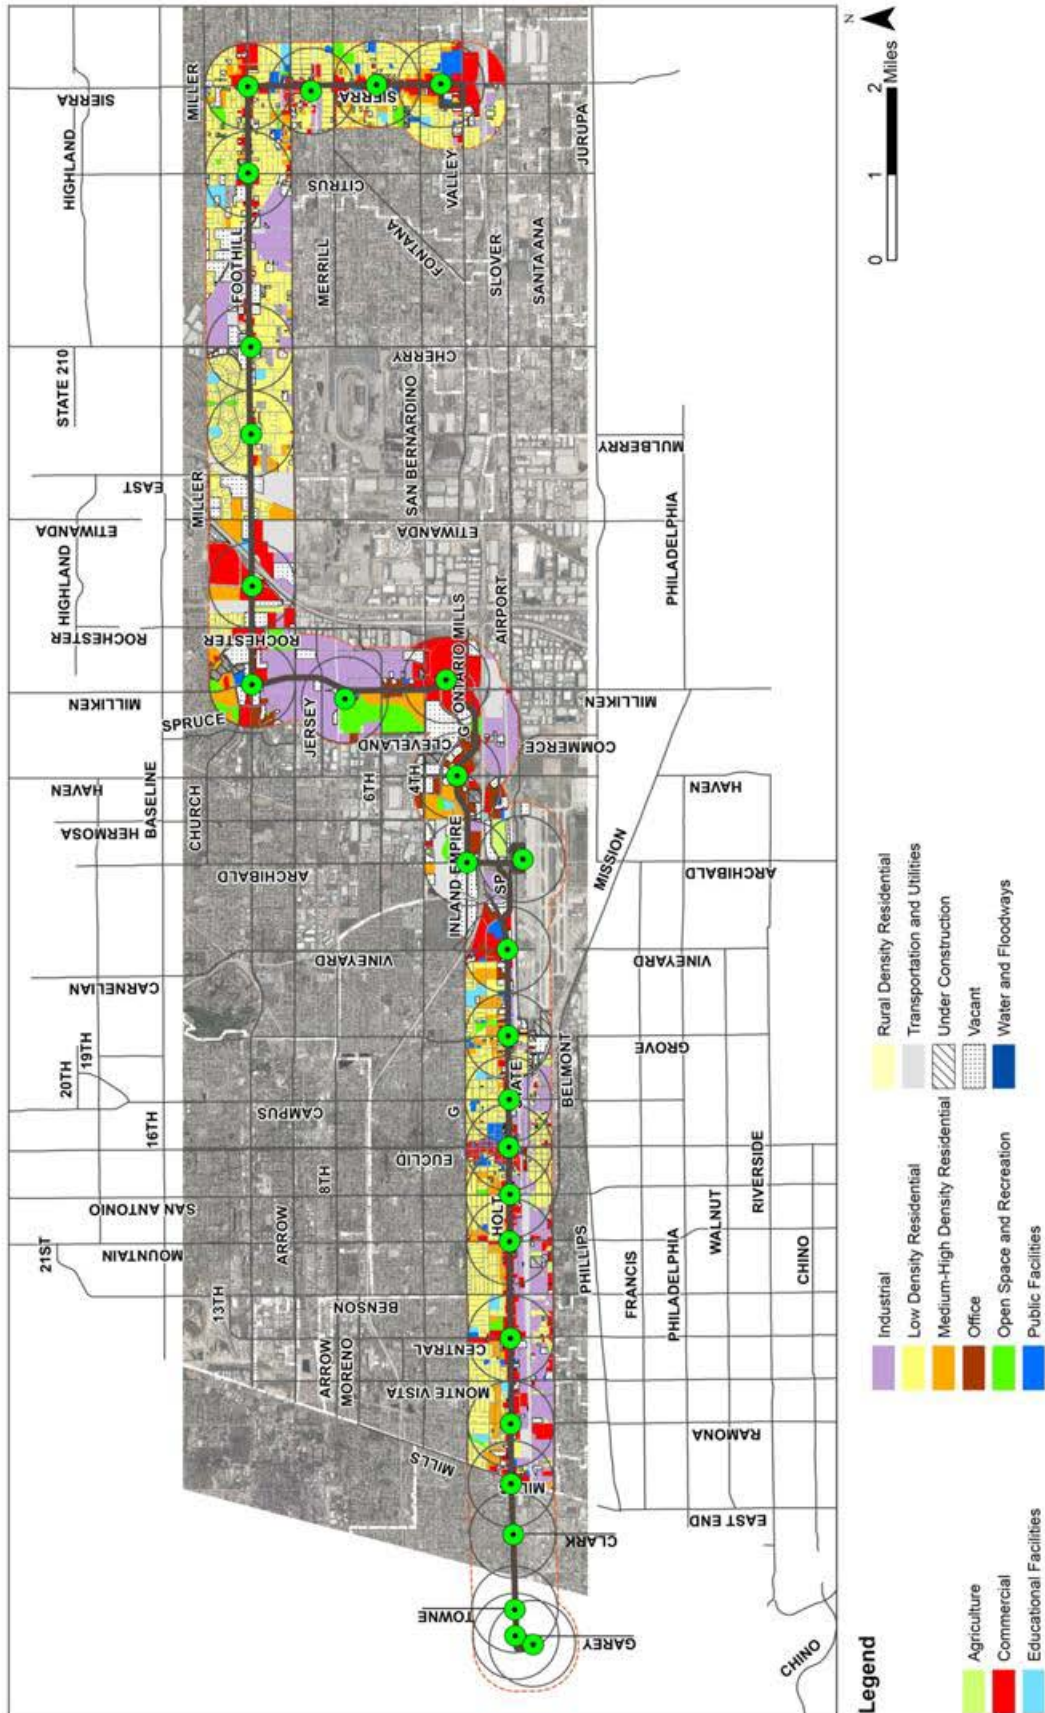 SIERRA
MILLER
HIGHLAND
SIERRA
JURUPA
VALLEY
CITRUS
FONTANA
FOOTHILL
MERRILL
SLOVER
SANTA ANA
STATE 210
CHERRY
SAN BERNARDINO
MULBERRY
EAST
MILLER
ETIWANDA
ETIWANDA
HIGHLAND
PHILADELPHIA
AIRPORT
ROCHESTER
ROCHESTER
ONTARIO MILLS
G
MILLIKEN
MILLIKEN
SPRUCE
JERSEY
CLEVELAND
COMMERCE
HAVEN
BASELINE
CHURCH
6TH
4TH
HAVEN
HERMOSA
ARCHIBALD
INLAND EMPIRE
SP
MISSION
ARCHIBALD
VINEYARD
VINEYARD
CARNELIAN
20TH
19TH
GROVE
STATE
BELMONT
16TH
CAMPUS
G
EUCLID
8TH
RIVERSIDE
SAN ANTONIO
HOLT
WALNUT
21ST
MOUNTAIN
ARROW
PHILLIPS
FRANCIS
PHILADELPHIA
CHINO
13TH
BENSON
CENTRAL
ARROW
MORENO
MONTE VISTA
RAMONA
MILLS
MILL
EAST END
CLARK
TOWNE
GAREY
CHINO
N
0 1 2 Miles
Legend
Agriculture
Commercial
Educational Facilities
Industrial
Low Density Residential
Medium-High Density Residential
Office
Open Space and Recreation
Public Facilities
Rural Density Residential
Transportation and Utilities
Under Construction
Vacant
Water and Floodways